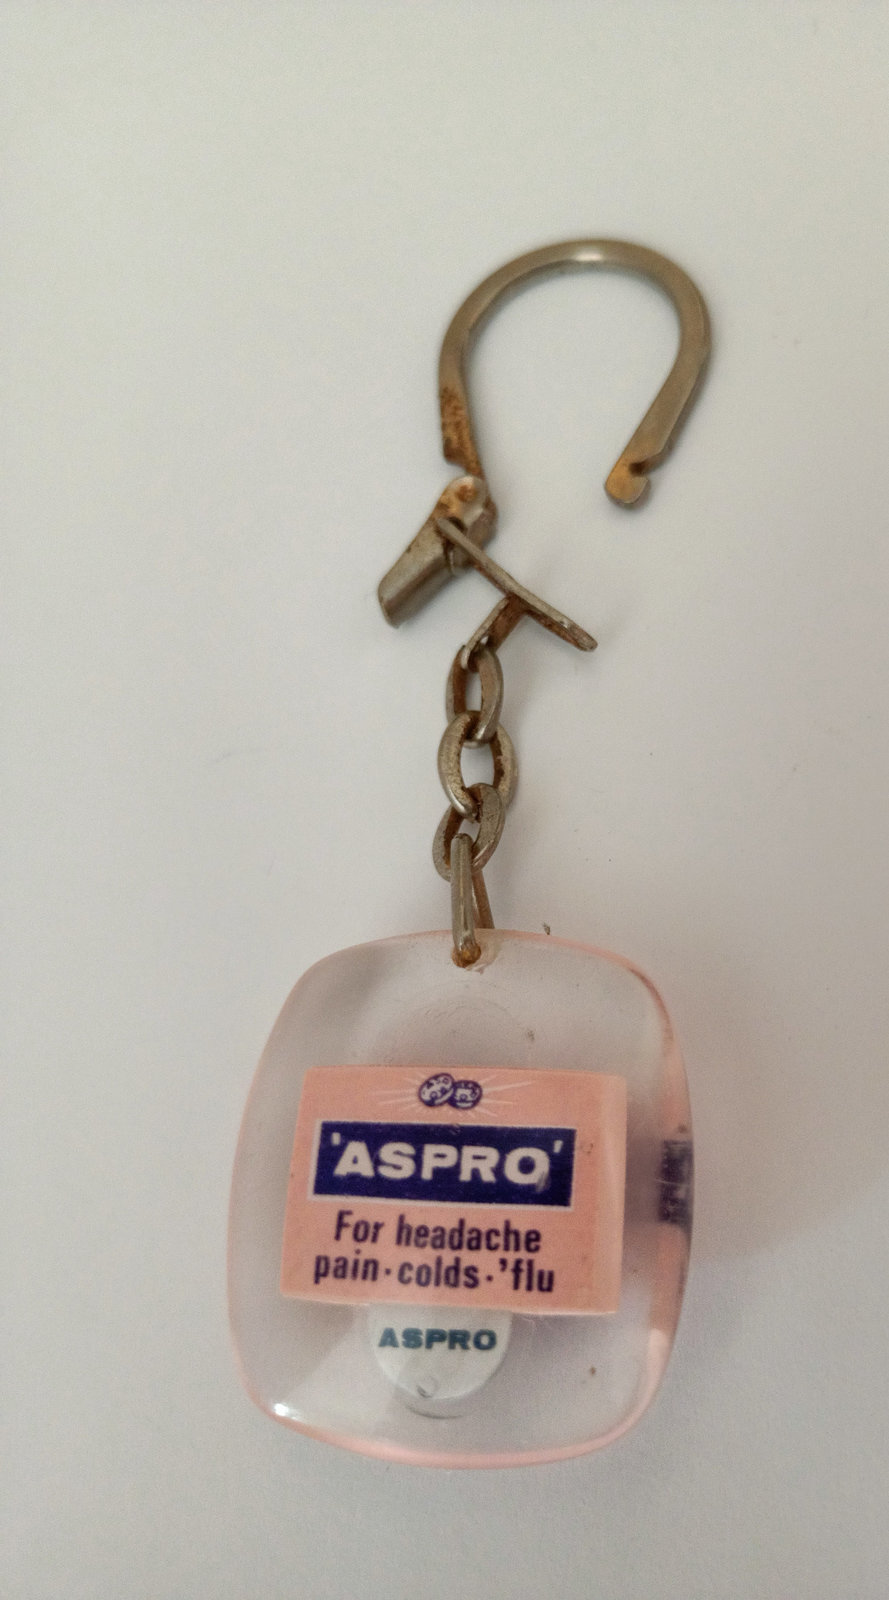 'ASPRO'
For headache
pain·colds·'flu
ASPRO